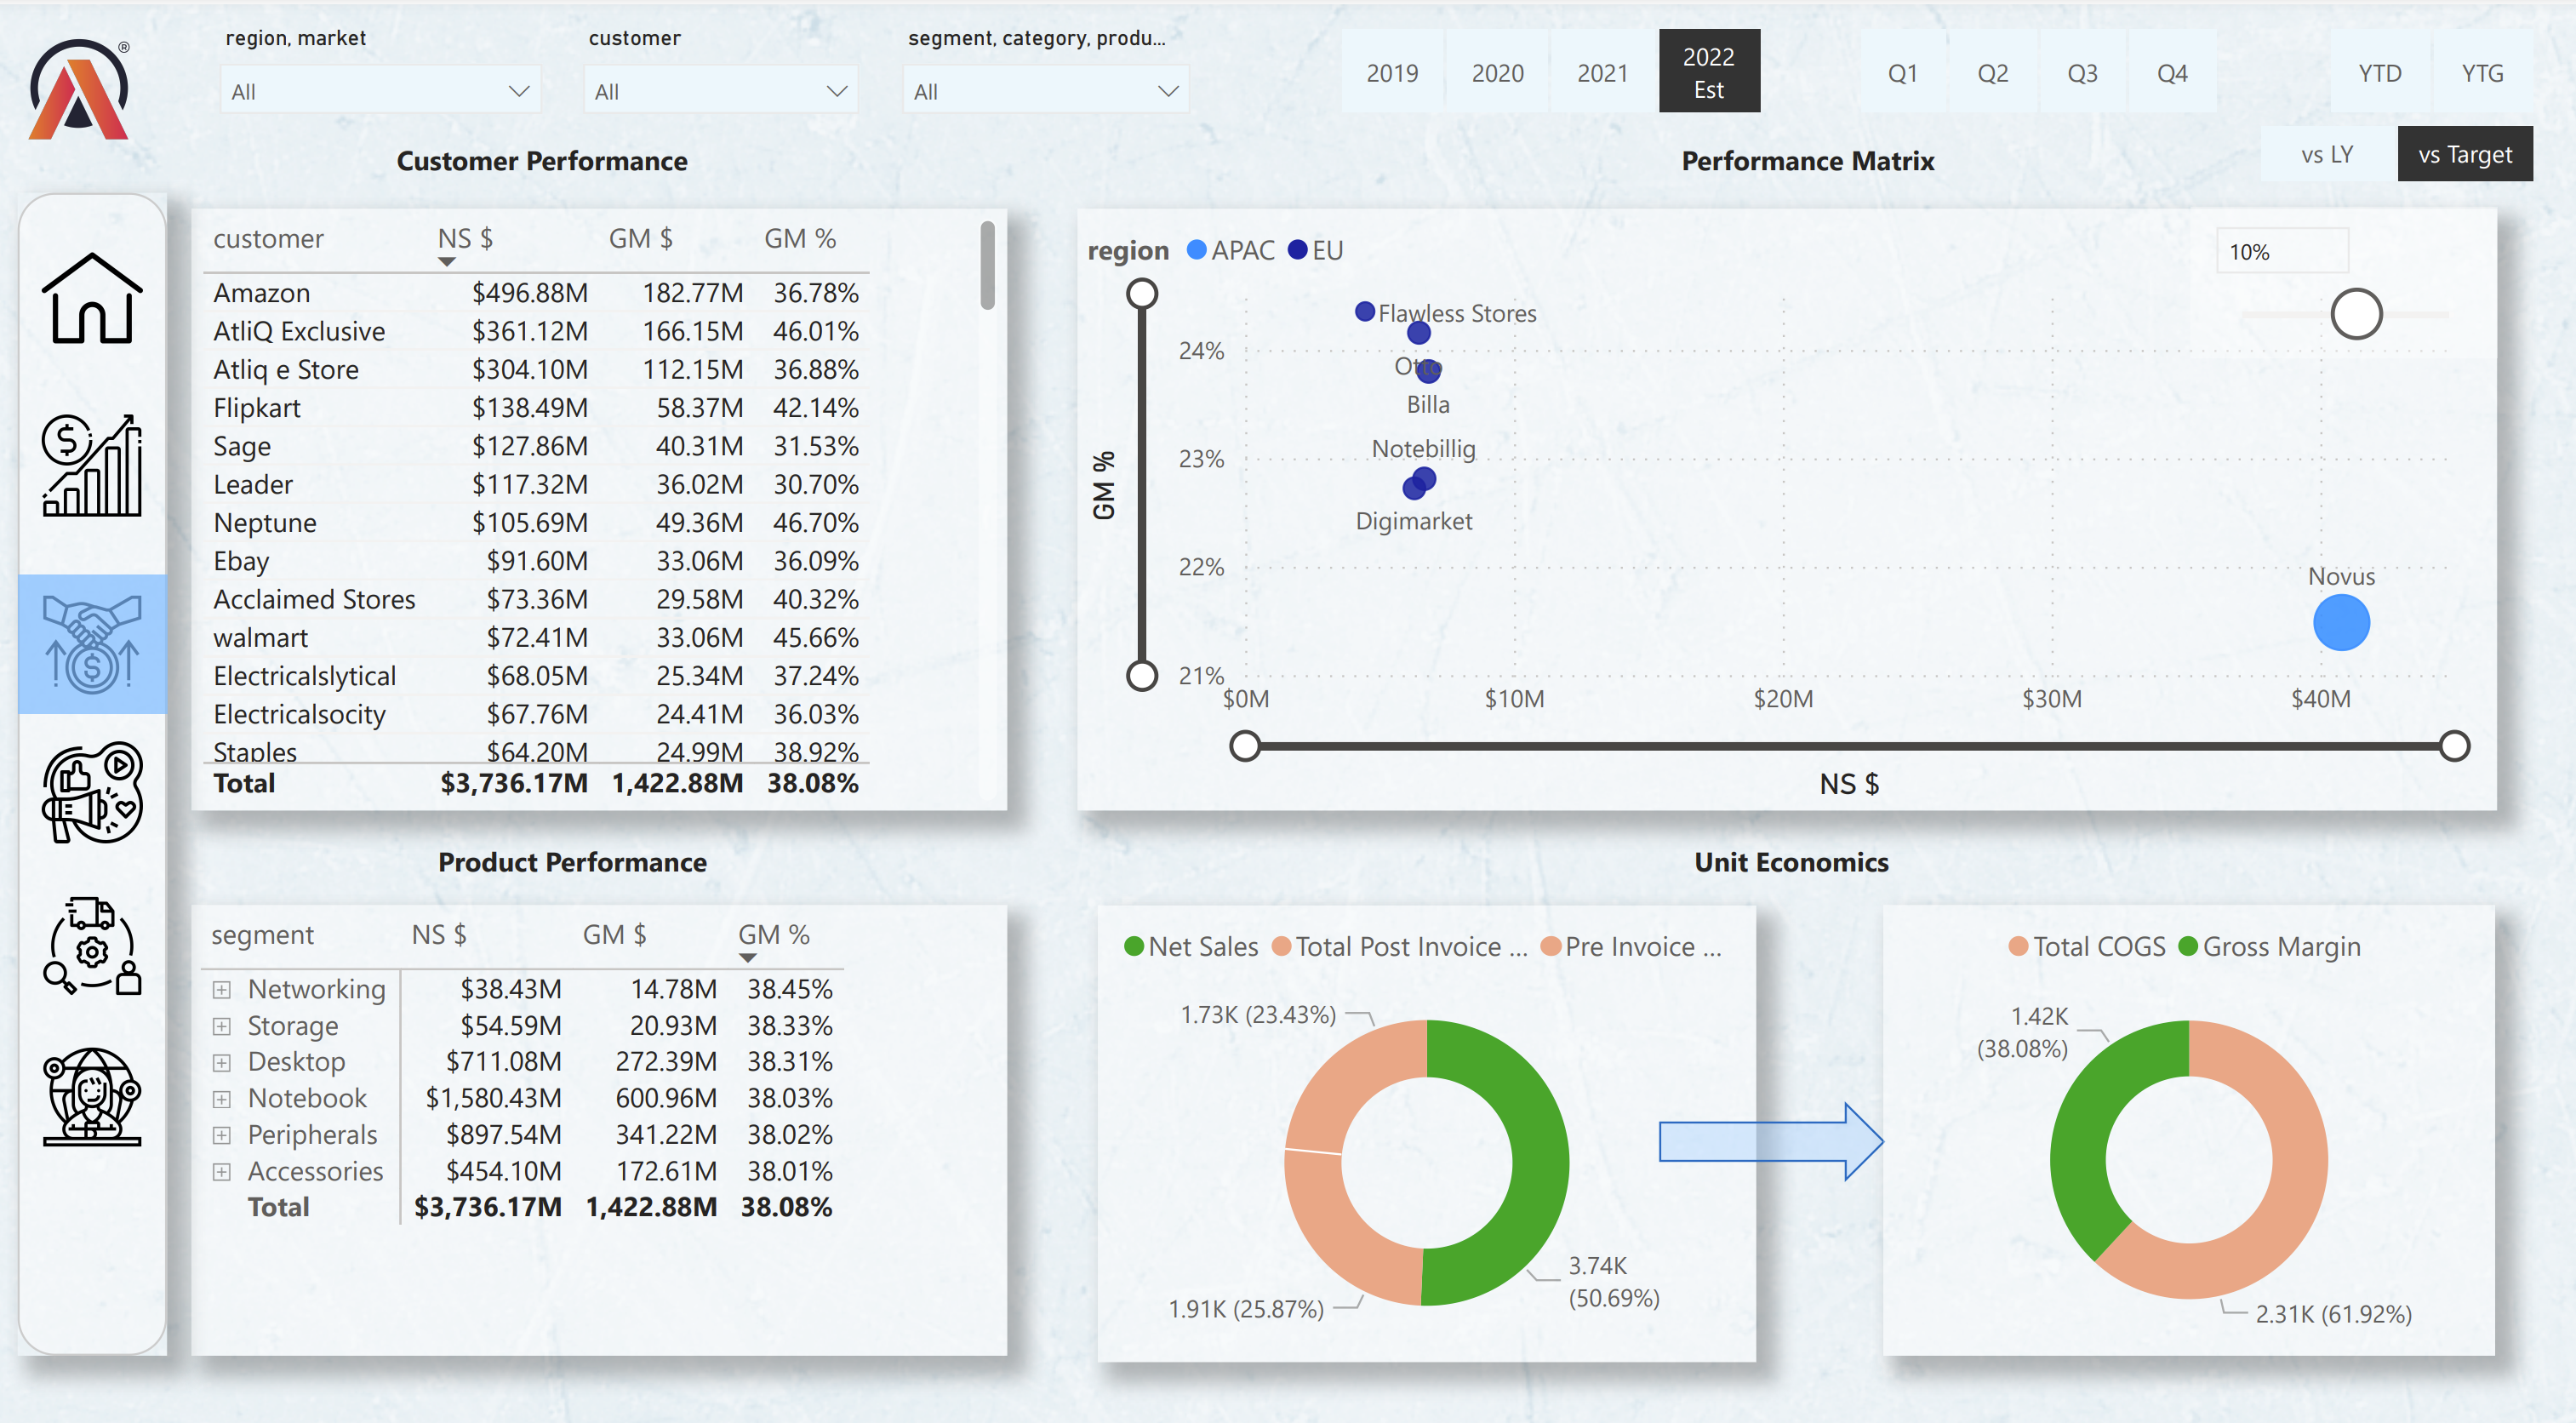 region, market
customer
segment, category, produ...
All
All
All
2019
2020
2021
2022
Est
Q1
Q2
Q3
Q4
YTD
YTG
vs LY
vs Target
®
Customer Performance
customer NS $ GM $ GM %
Amazon $496.88M 182.77M 36.78%
AtliQ Exclusive $361.12M 166.15M 46.01%
Atliq e Store $304.10M 112.15M 36.88%
Flipkart $138.49M 58.37M 42.14%
Sage $127.86M 40.31M 31.53%
Leader $117.32M 36.02M 30.70%
Neptune $105.69M 49.36M 46.70%
Ebay $91.60M 33.06M 36.09%
Acclaimed Stores $73.36M 29.58M 40.32%
walmart $72.41M 33.06M 45.66%
Electricalslytical $68.05M 25.34M 37.24%
Electricalsocity $67.76M 24.41M 36.03%
Staples $64.20M 24.99M 38.92%
Total $3,736.17M 1,422.88M 38.08%
Performance Matrix
region APAC EU
10%
GM %
24%
23%
22%
21%
Flawless Stores
Otto
Billa
Notebillig
Digimarket
Novus
$0M $10M $20M $30M $40M
NS $
Product Performance
segment NS $ GM $ GM %
Networking $38.43M 14.78M 38.45%
Storage $54.59M 20.93M 38.33%
Desktop $711.08M 272.39M 38.31%
Notebook $1,580.43M 600.96M 38.03%
Peripherals $897.54M 341.22M 38.02%
Accessories $454.10M 172.61M 38.01%
Total $3,736.17M 1,422.88M 38.08%
Unit Economics
Net Sales Total Post Invoice ... Pre Invoice ...
1.73K (23.43%)
1.91K (25.87%)
3.74K
(50.69%)
Total COGS Gross Margin
1.42K
(38.08%)
2.31K (61.92%)